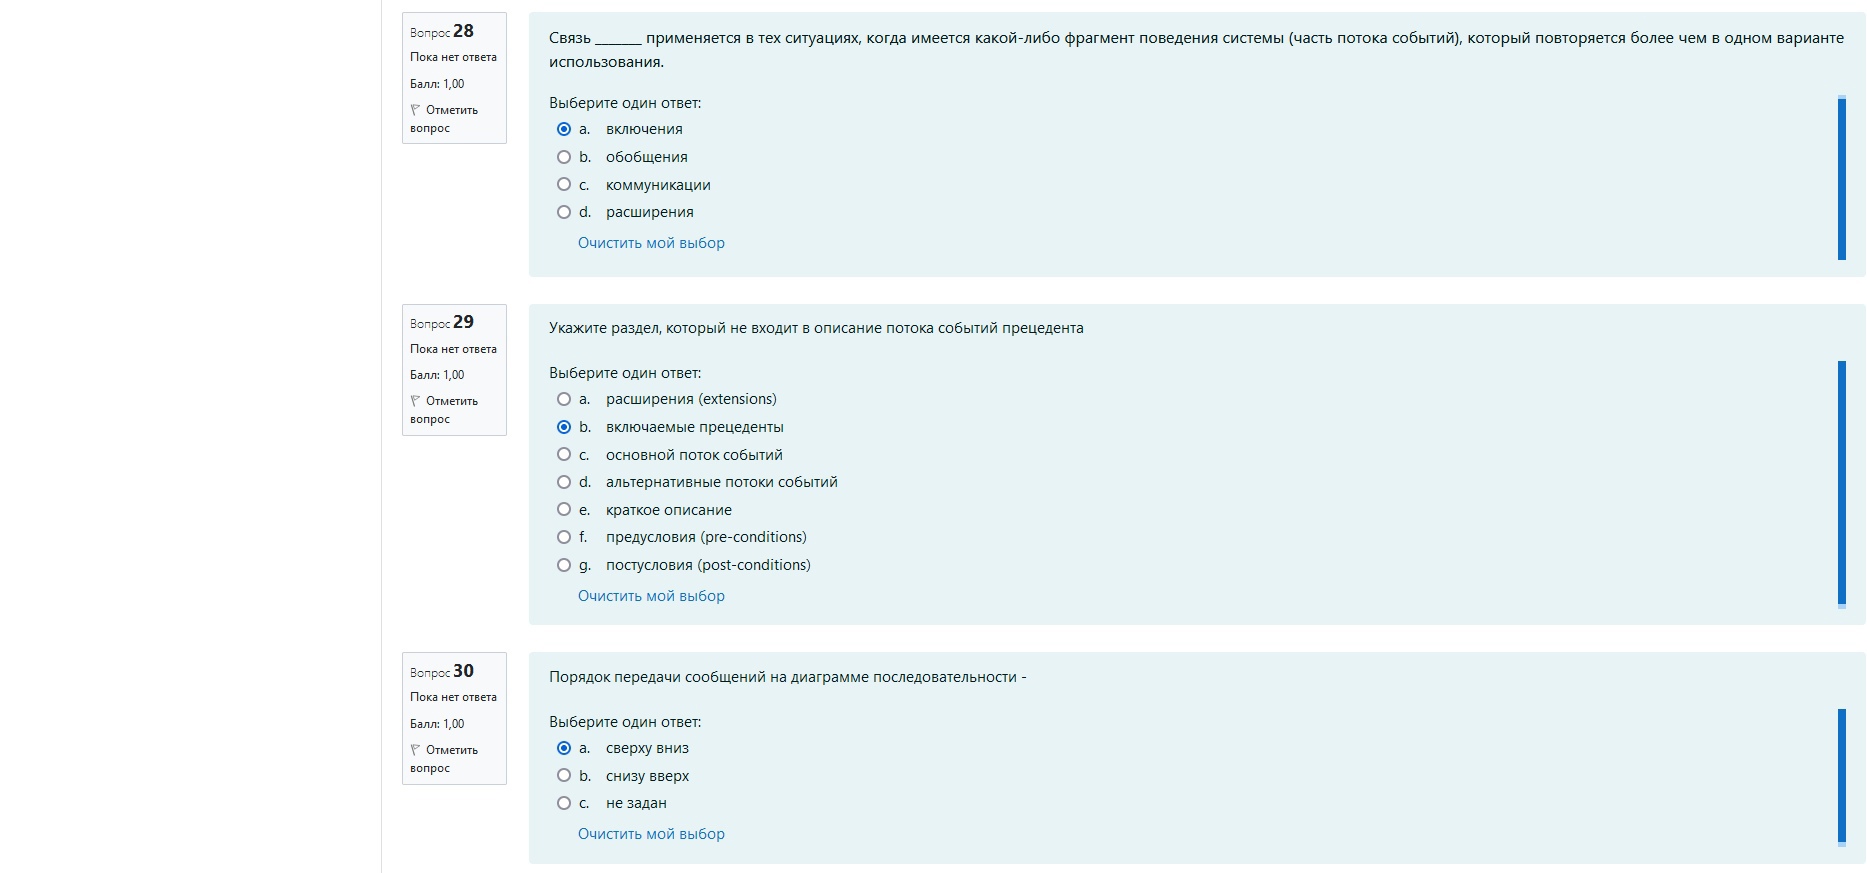 Вопрос 28
Пока нет ответа
Балл: 1,00
Отметить
вопрос
Связь _______ применяется в тех ситуациях, когда имеется какой-либо фрагмент поведения системы (часть потока событий), который повторяется более чем в одном варианте
использования.
Выберите один ответ:
a. включения
b. обобщения
c. коммуникации
d. расширения
Очистить мой выбор
Вопрос 29
Пока нет ответа
Балл: 1,00
Отметить
вопрос
Укажите раздел, который не входит в описание потока событий прецедента
Выберите один ответ:
a. расширения (extensions)
b. включаемые прецеденты
c. основной поток событий
d. альтернативные потоки событий
e. краткое описание
f. предусловия (pre-conditions)
g. постусловия (post-conditions)
Очистить мой выбор
Вопрос 30
Пока нет ответа
Балл: 1,00
Отметить
вопрос
Порядок передачи сообщений на диаграмме последовательности -
Выберите один ответ:
a. сверху вниз
b. снизу вверх
c. не задан
Очистить мой выбор